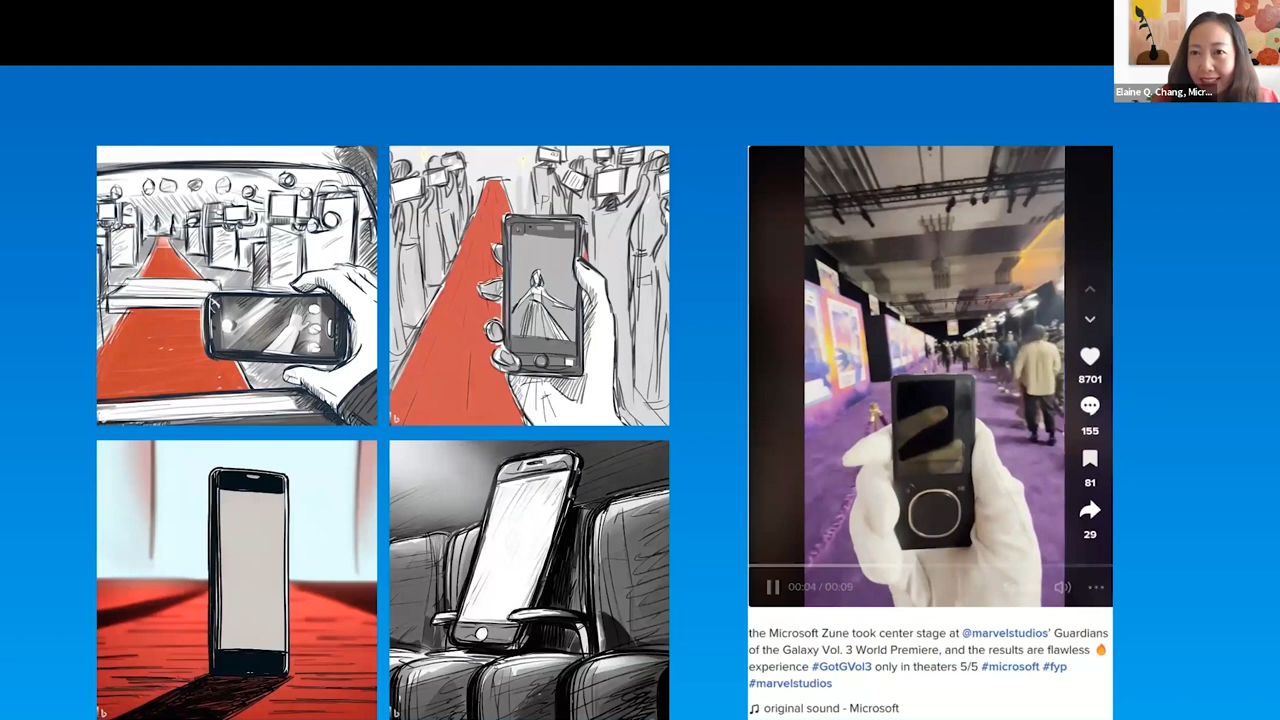 Elaine Q. Chang, Micr...
8701
155
81
29
00:04 / 00:09
the Microsoft Zune took center stage at @marvelstudios' Guardians
of the Galaxy Vol. 3 World Premiere, and the results are flawless 🔥
experience #GotGVol3 only in theaters 5/5 #microsoft #fyp
#marvelstudios
♫ original sound - Microsoft